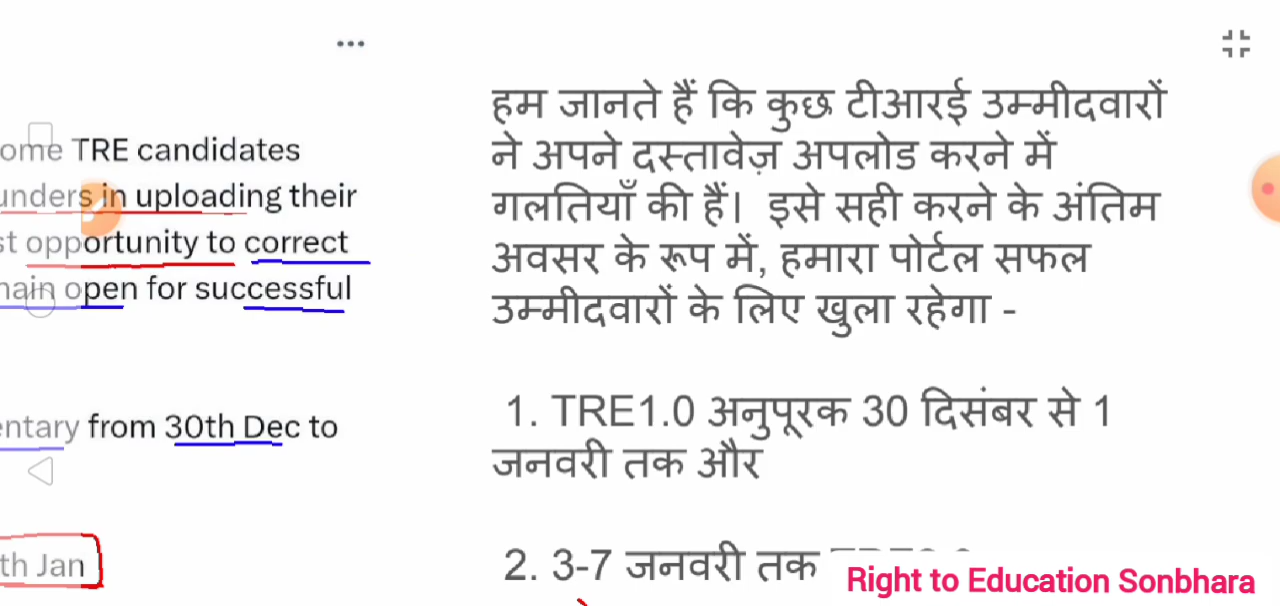 ome TRE candidates
unders in uploading their
st opportunity to correct
main open for successful
entary from 30th Dec to
th Jan
हम जानते हैं कि कुछ टीआरई उम्मीदवारों
ने अपने दस्तावेज़ अपलोड करने में
गलतियाँ की हैं। इसे सही करने के अंतिम
अवसर के रूप में, हमारा पोर्टल सफल
उम्मीदवारों के लिए खुला रहेगा -
1. TRE1.0 अनुपूरक 30 दिसंबर से 1
जनवरी तक और
2. 3-7 जनवरी तक
Right to Education Sonbhara